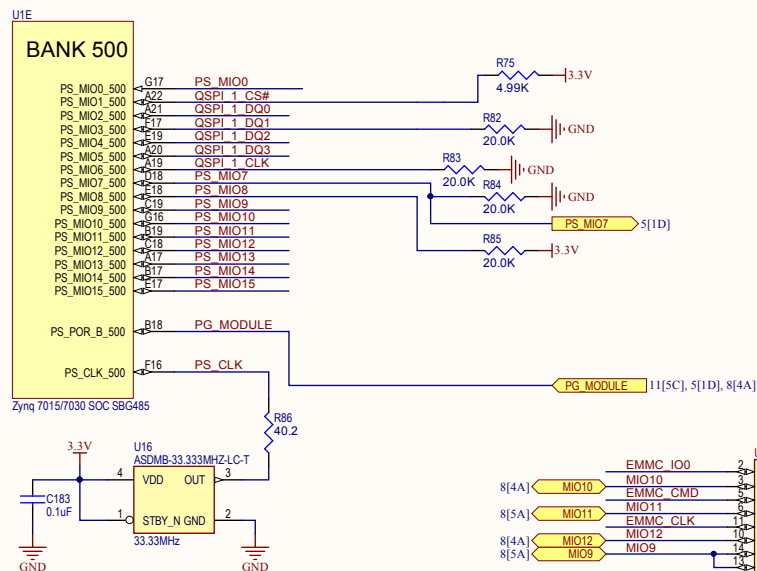 U1E
BANK 500
PS_MIO0_500 G17 PS_MIO0
PS_MIO1_500 A22 QSPI_1_CS#
PS_MIO2_500 A21 QSPI_1_DQ0
PS_MIO3_500 F17 QSPI_1_DQ1
PS_MIO4_500 E19 QSPI_1_DQ2
PS_MIO5_500 A20 QSPI_1_DQ3
PS_MIO6_500 A19 QSPI_1_CLK
PS_MIO7_500 D18 PS_MIO7
PS_MIO8_500 E18 PS_MIO8
PS_MIO9_500 C19 PS_MIO9
PS_MIO10_500 G16 PS_MIO10
PS_MIO11_500 B19 PS_MIO11
PS_MIO12_500 C18 PS_MIO12
PS_MIO13_500 A17 PS_MIO13
PS_MIO14_500 B17 PS_MIO14
PS_MIO15_500 E17 PS_MIO15
PS_POR_B_500 B18 PG_MODULE
PS_CLK_500 F16 PS_CLK
Zynq 7015/7030 SOC SBG485
R75
4.99K
3.3V
R82
20.0K
GND
R83
20.0K
GND
R84
20.0K
GND
PS_MIO7 5[1D]
R85
20.0K
3.3V
PG_MODULE 11[5C], 5[1D], 8[4A]
R86
40.2
3.3V
U16
ASDMB-33.333MHZ-LC-T
4 VDD OUT 3
1 STBY_N GND 2
33.33MHz
C183
0.1uF
GND
GND
EMMC_IO0 2
8[4A] MIO10 MIO10 3
EMMC_CMD 5
8[5A] MIO11 MIO11 6
EMMC_CLK 11
8[4A] MIO12 MIO12 10
8[5A] MIO9 MIO9 14
13